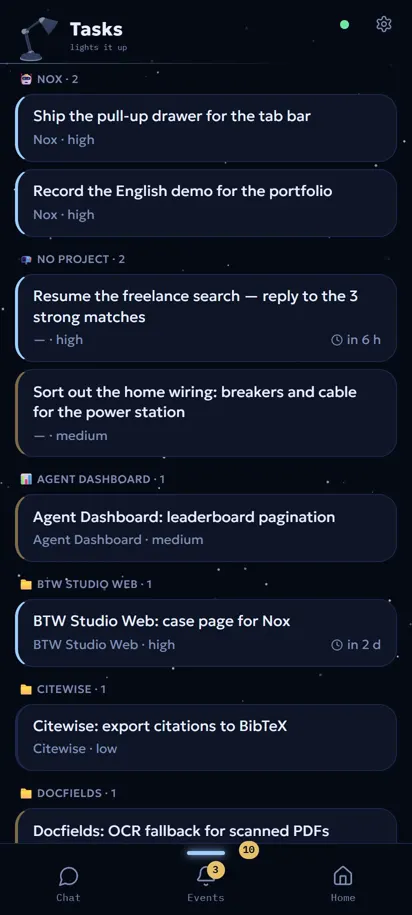 Tasks
lights it up
NOX · 2
Ship the pull-up drawer for the tab bar
Nox · high
Record the English demo for the portfolio
Nox · high
NO PROJECT · 2
Resume the freelance search — reply to the 3
strong matches
— · high in 6 h
Sort out the home wiring: breakers and cable
for the power station
— · medium
AGENT DASHBOARD · 1
Agent Dashboard: leaderboard pagination
Agent Dashboard · medium
BTW STUDIO WEB · 1
BTW Studio Web: case page for Nox
BTW Studio Web · high in 2 d
CITEWISE · 1
Citewise: export citations to BibTeX
Citewise · low
DOCFIELDS · 1
Docfields: OCR fallback for scanned PDFs
10
3
Chat Events Home